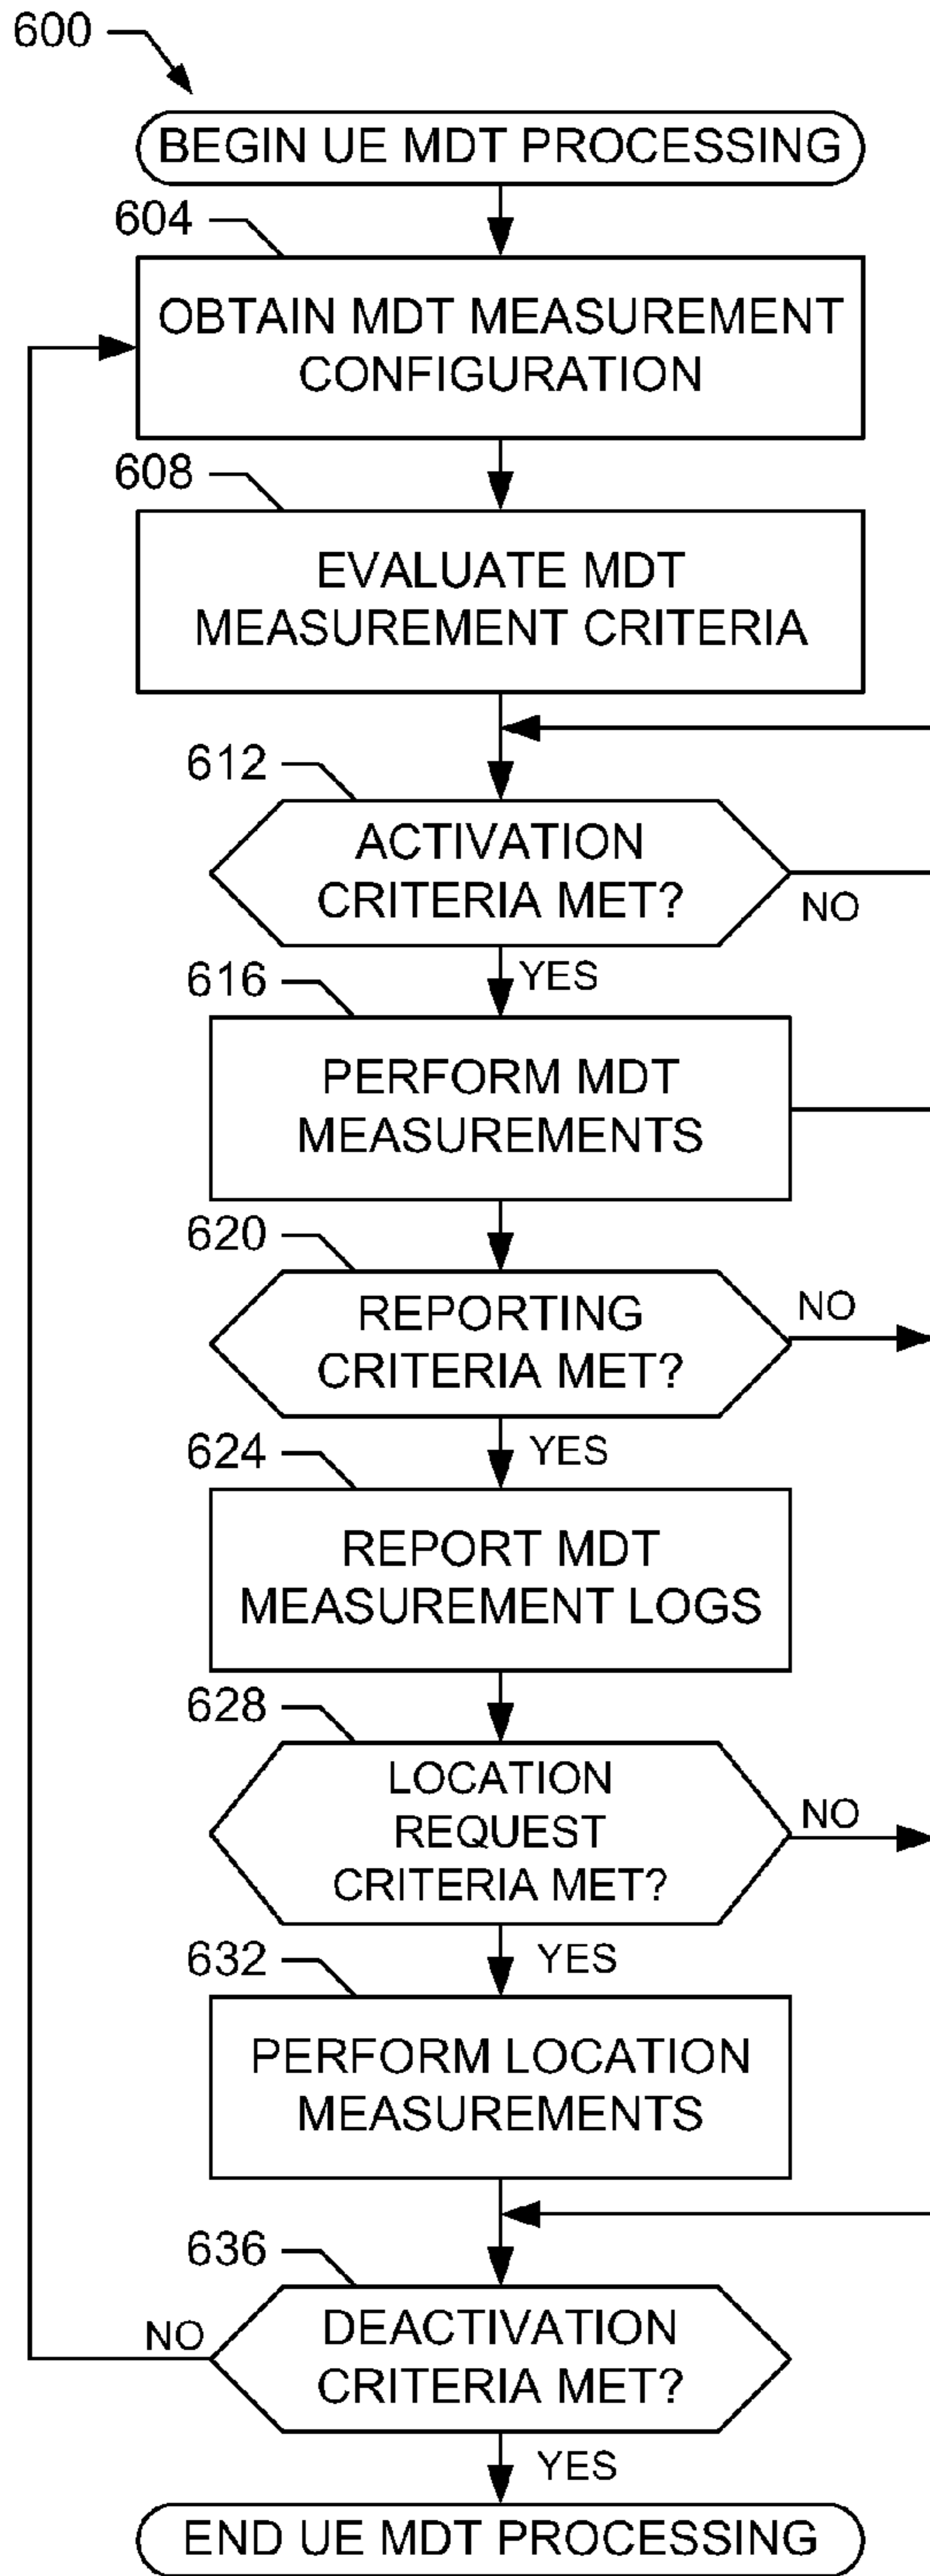 600
BEGIN UE MDT PROCESSING
604
OBTAIN MDT MEASUREMENT
CONFIGURATION
608
EVALUATE MDT
MEASUREMENT CRITERIA
612
ACTIVATION
CRITERIA MET?
NO
YES
616
PERFORM MDT
MEASUREMENTS
620
REPORTING
CRITERIA MET?
NO
YES
624
REPORT MDT
MEASUREMENT LOGS
628
LOCATION
REQUEST
CRITERIA MET?
NO
YES
632
PERFORM LOCATION
MEASUREMENTS
636
DEACTIVATION
CRITERIA MET?
NO
YES
END UE MDT PROCESSING